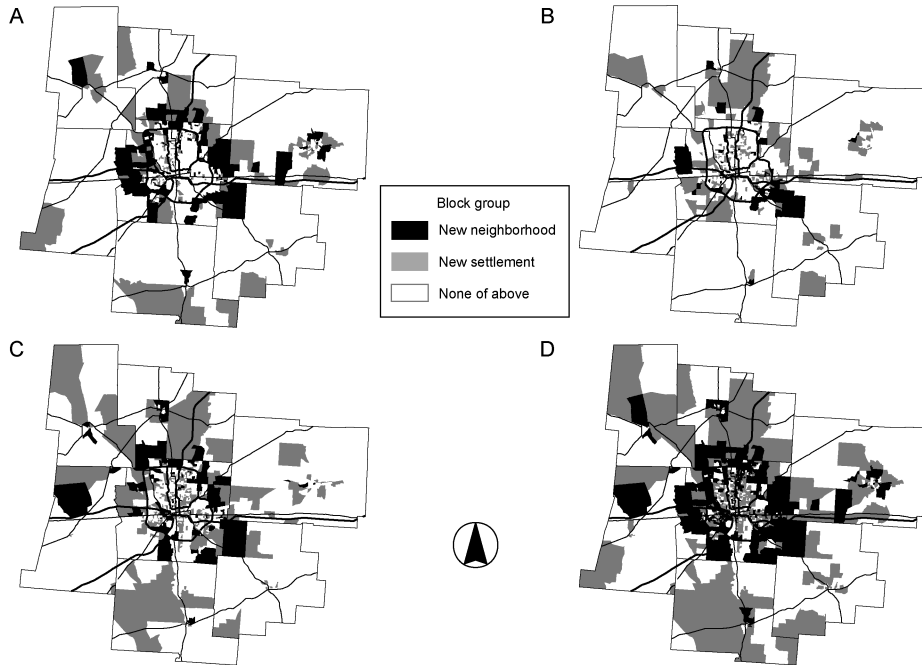 A
B
Block group
New neighborhood
New settlement
None of above
C
D